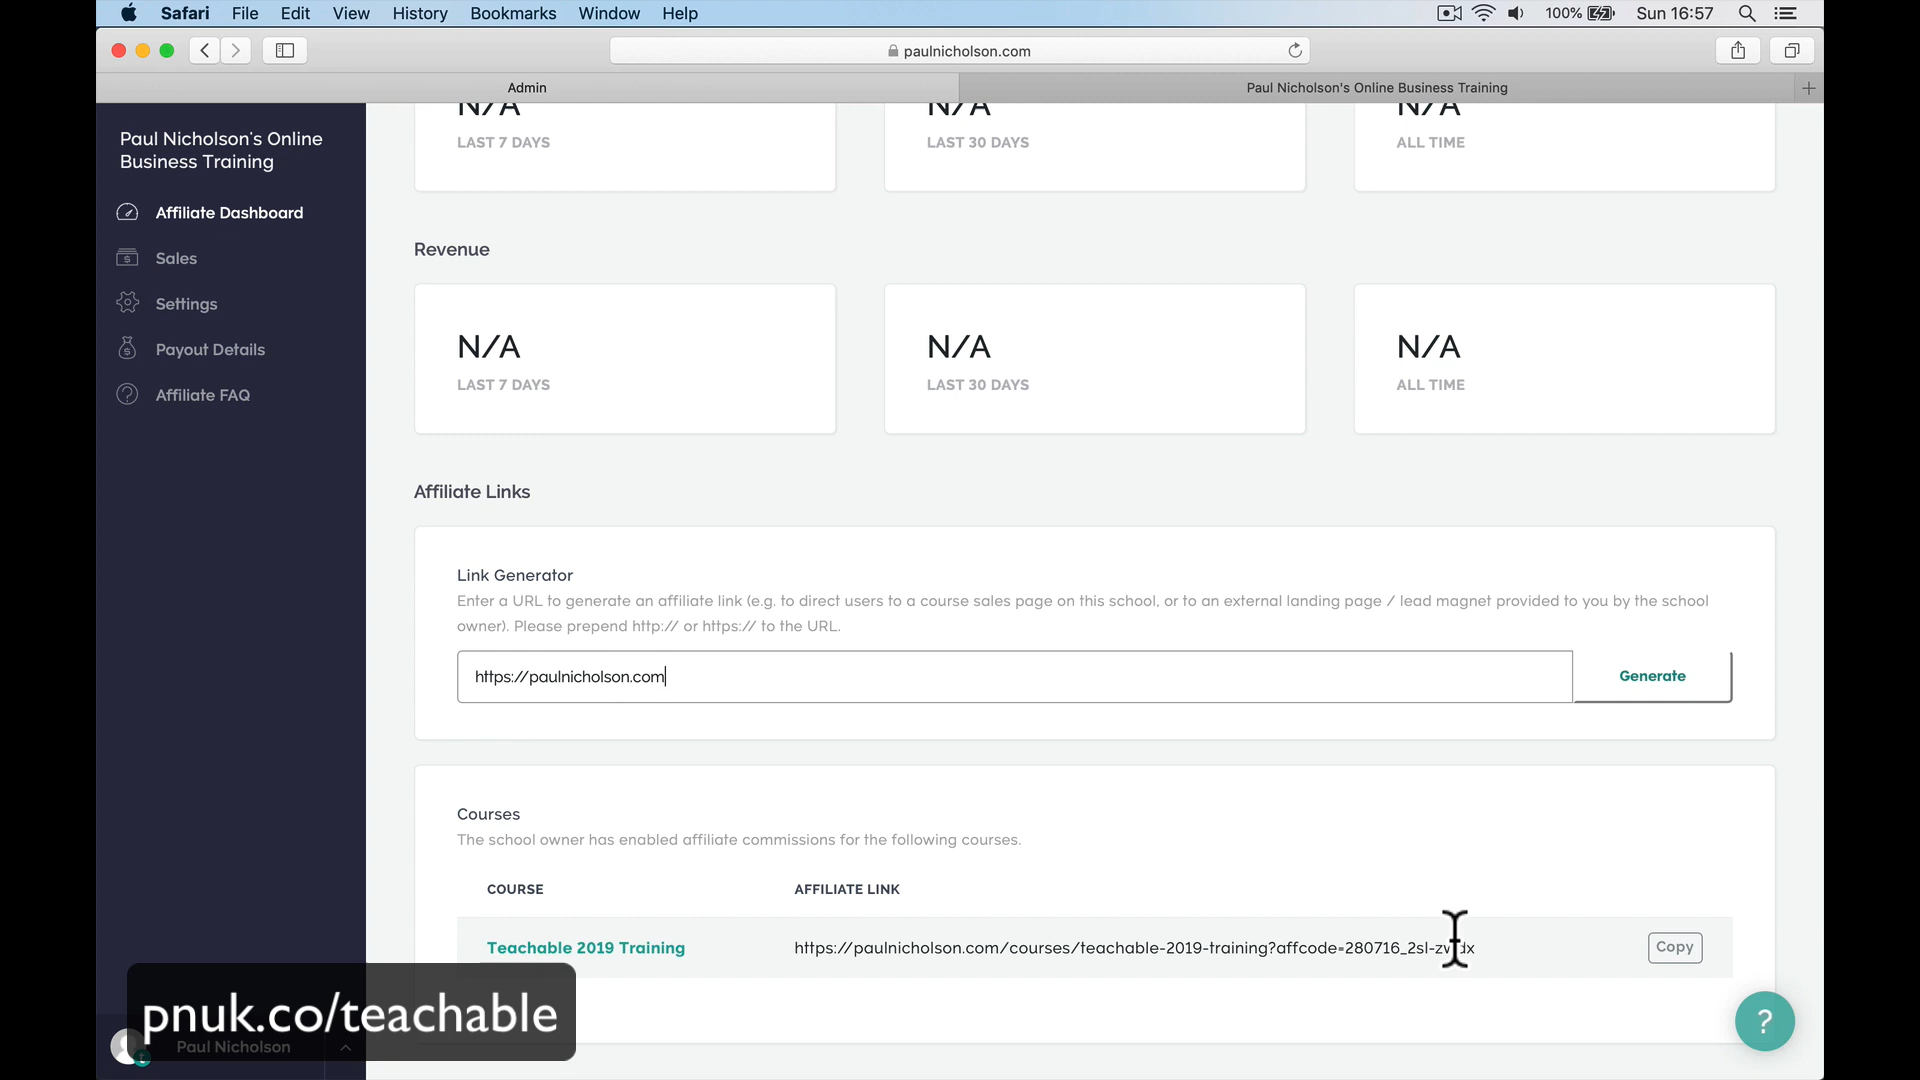 Safari File Edit View History Bookmarks Window Help 100% Sun 16:57
paulnicholson.com
Admin Paul Nicholson's Online Business Training
Paul Nicholson's Online
Business Training
Affiliate Dashboard
Sales
Settings
Payout Details
Affiliate FAQ
N/A N/A N/A
LAST 7 DAYS LAST 30 DAYS ALL TIME
Revenue
N/A N/A N/A
LAST 7 DAYS LAST 30 DAYS ALL TIME
Affiliate Links
Link Generator
Enter a URL to generate an affiliate link (e.g. to direct users to a course sales page on this school, or to an external landing page / lead magnet provided to you by the school
owner). Please prepend http:// or https:// to the URL.
https://paulnicholson.com Generate
Courses
The school owner has enabled affiliate commissions for the following courses.
COURSE AFFILIATE LINK
Teachable 2019 Training Copy
?
pnuk.co/teachable
Paul Nicholson